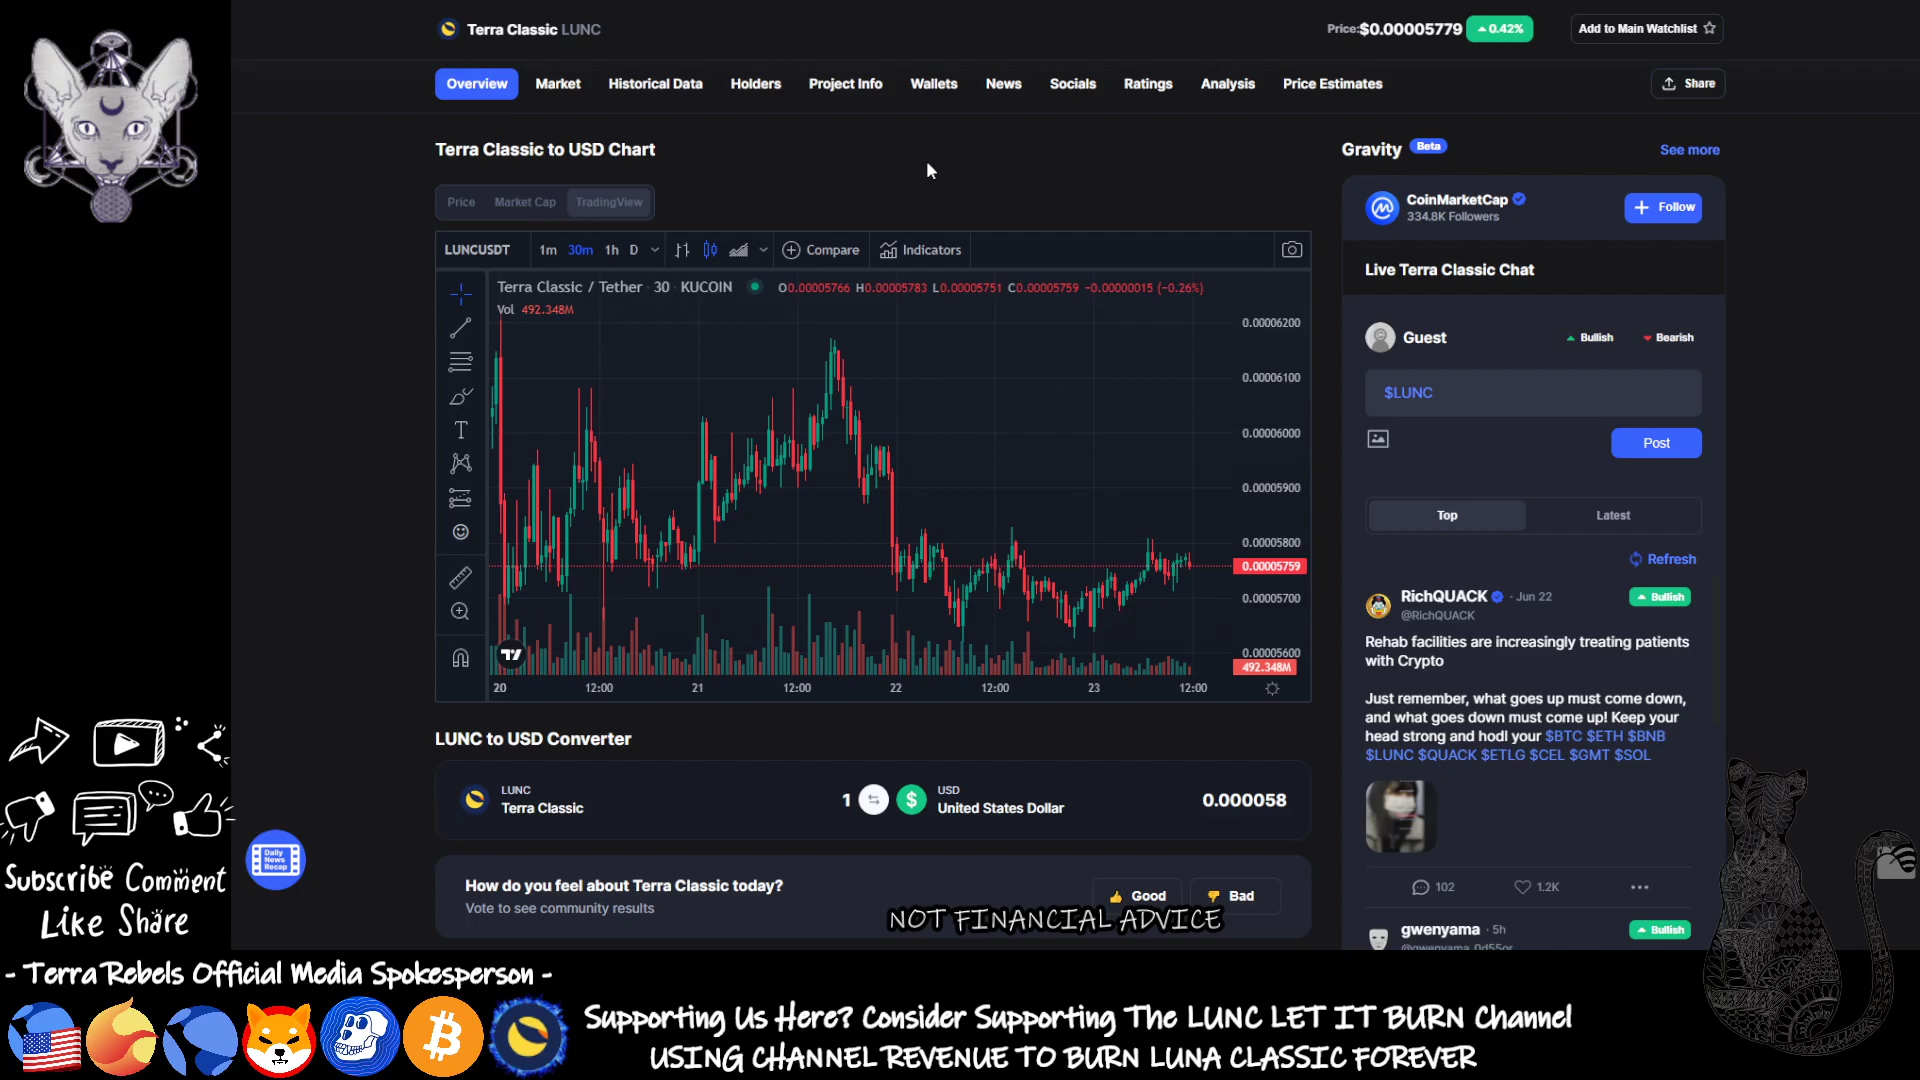 Terra Classic LUNC
Price:$0.00005779 0.42%
Add to Main Watchlist
Overview Market Historical Data Holders Project Info Wallets News Socials Ratings Analysis Price Estimates
Share
Terra Classic to USD Chart
Price Market Cap TradingView
LUNCUSDT 1m 30m 1h D Compare Indicators
Terra Classic / Tether 30 KUCOIN O0.00005766 H0.00005783 L0.00005751 C0.00005759 -0.00000015 (-0.26%)
Vol 492.348M
0.00006200
0.00006100
0.00006000
0.00005900
0.00005800
0.00005759
0.00005700
0.00005600
492.348M
20 12:00 21 12:00 22 12:00 23 12:00
LUNC to USD Converter
LUNC
Terra Classic
1
USD
United States Dollar
0.000058
How do you feel about Terra Classic today?
Vote to see community results
Good Bad
NOT FINANCIAL ADVICE
Gravity Beta
See more
CoinMarketCap
334.8K Followers
Follow
Live Terra Classic Chat
Guest
Bullish Bearish
$LUNC
Post
Top Latest
Refresh
RichQUACK · Jun 22
Bullish
@RichQUACK
Rehab facilities are increasingly treating patients
with Crypto
Just remember, what goes up must come down,
and what goes down must come up! Keep your
head strong and hodl your $BTC $ETH $BNB
$LUNC $QUACK $ETLG $CEL $GMT $SOL
102 1.2K
gwenyama · 5h
Bullish
Daily
News
Recap
Subscribe Comment
Like Share
- Terra Rebels Official Media Spokesperson -
Supporting Us Here? Consider Supporting The LUNC LET IT BURN Channel
USING CHANNEL REVENUE TO BURN LUNA CLASSIC FOREVER